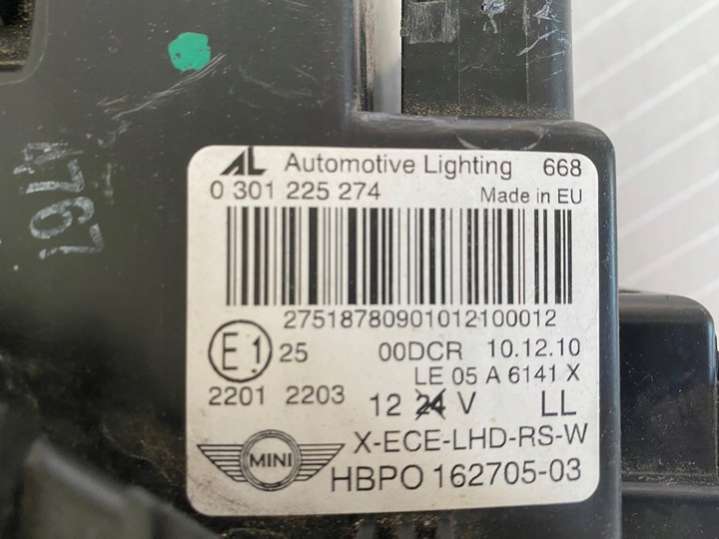 AL Automotive Lighting 668
0 301 225 274 Made in EU
27518780901012100012
E1 25 00DCR 10.12.10
LE 05 A 6141 X
2201 2203 12 24 V LL
X-ECE-LHD-RS-W
MINI
HBPO 162705-03